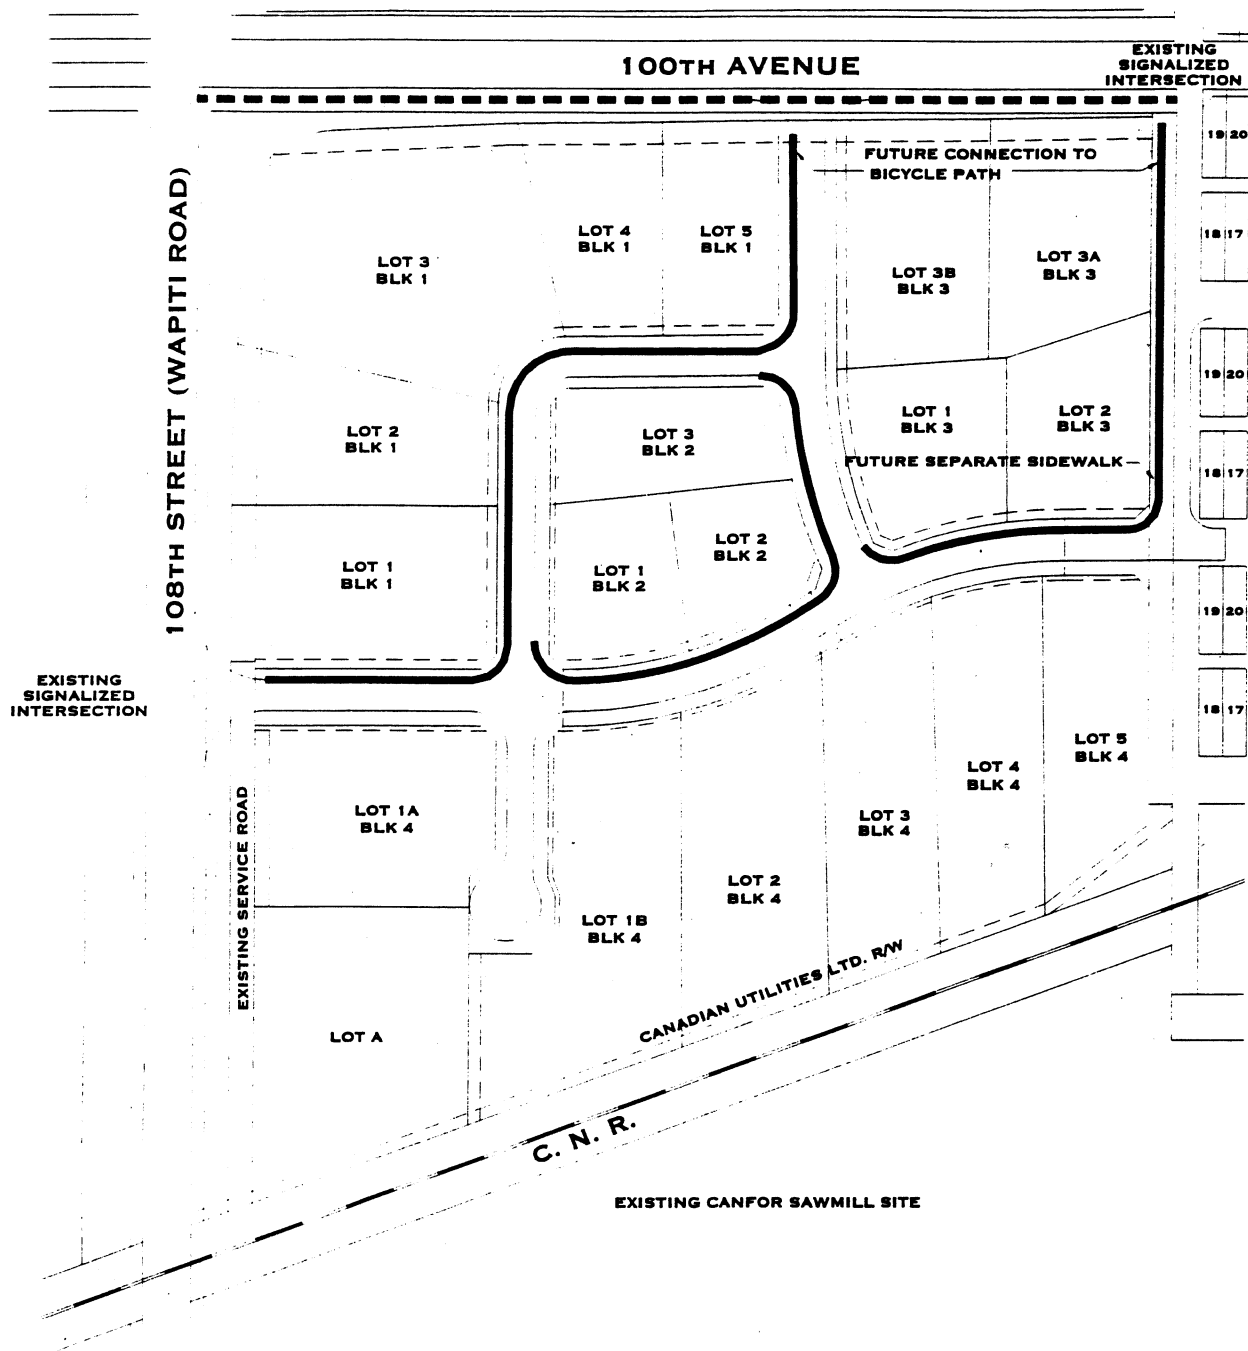 100TH AVENUE
EXISTING
SIGNALIZED
INTERSECTION
19 20
FUTURE CONNECTION TO
BICYCLE PATH
108TH STREET (WAPITI ROAD)
LOT 4
BLK 1
LOT 5
BLK 1
18 17
LOT 3
BLK 1
LOT 3B
BLK 3
LOT 3A
BLK 3
19 20
LOT 2
BLK 1
LOT 3
BLK 2
LOT 1
BLK 3
LOT 2
BLK 3
FUTURE SEPARATE SIDEWALK
18 17
LOT 1
BLK 1
LOT 1
BLK 2
LOT 2
BLK 2
19 20
EXISTING
SIGNALIZED
INTERSECTION
18 17
LOT 5
BLK 4
LOT 4
BLK 4
LOT 1A
BLK 4
LOT 3
BLK 4
EXISTING SERVICE ROAD
LOT 2
BLK 4
LOT 1B
BLK 4
CANADIAN UTILITIES LTD. R/W
LOT A
C. N. R.
EXISTING CANFOR SAWMILL SITE